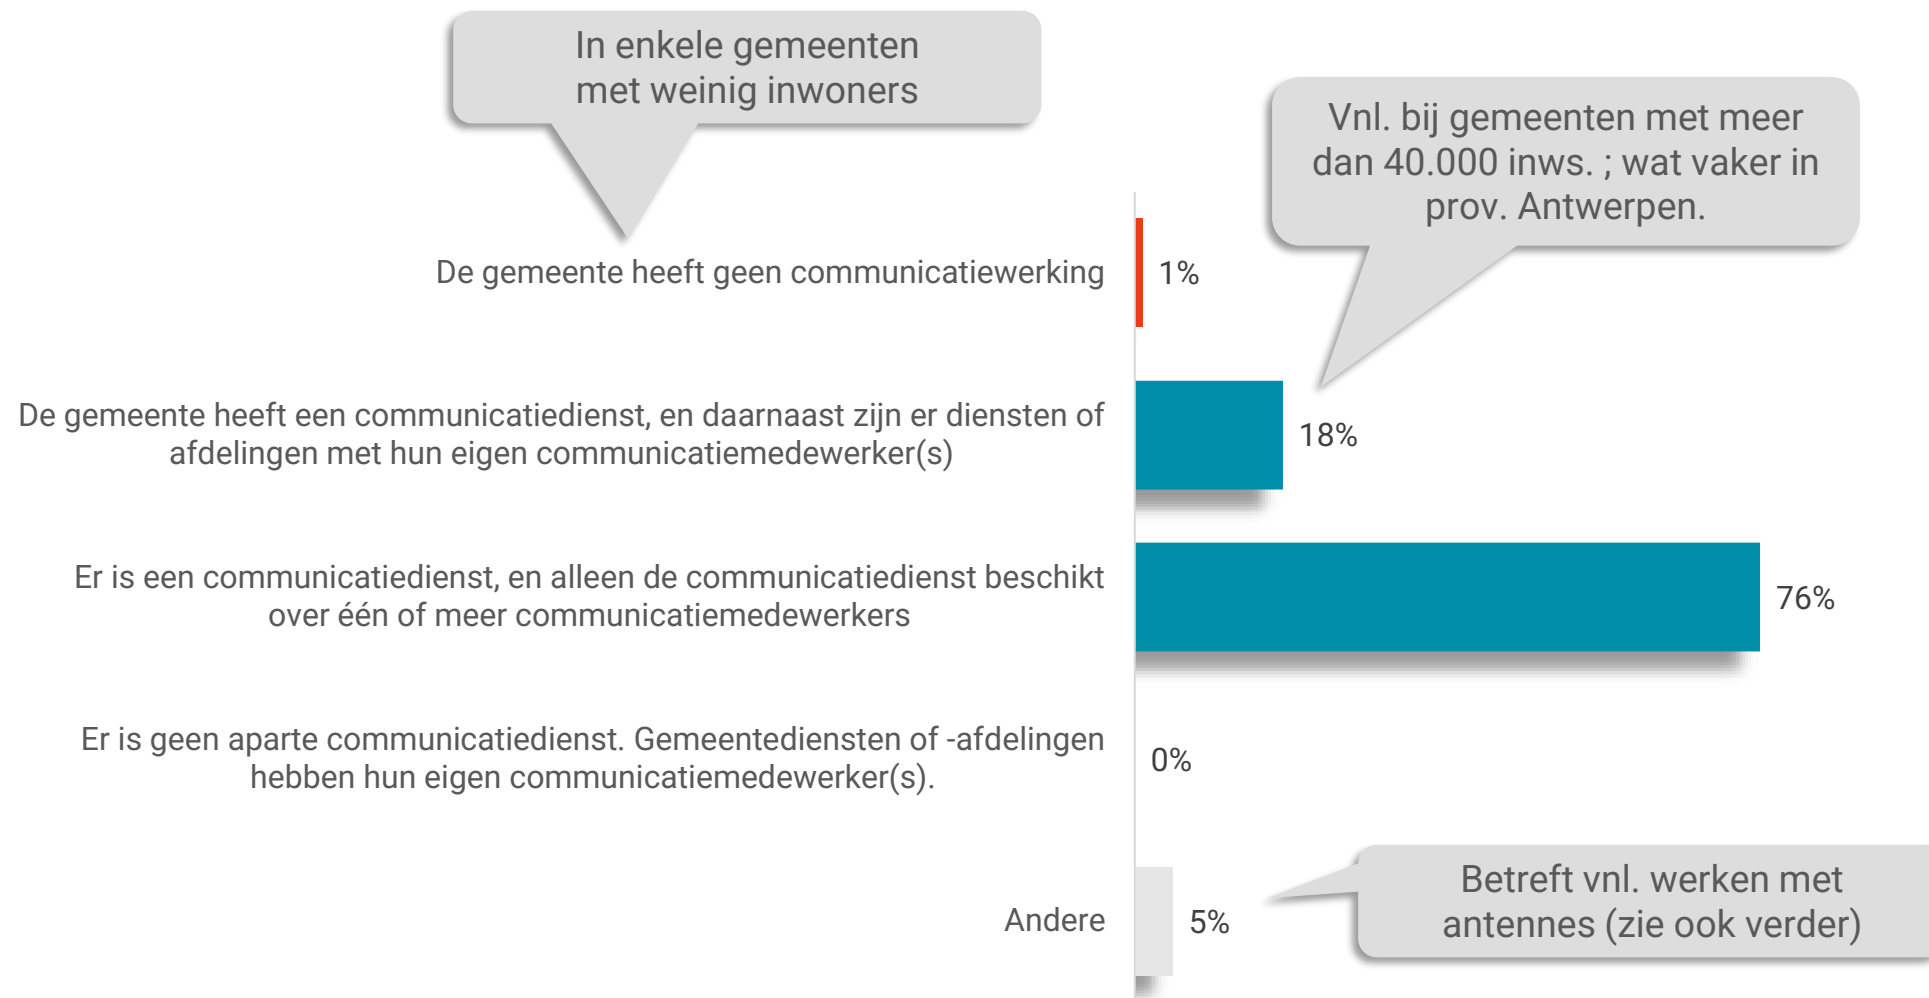 In enkele gemeenten
met weinig inwoners
Vnl. bij gemeenten met meer
dan 40.000 inws. ; wat vaker in
prov. Antwerpen.
De gemeente heeft geen communicatiewerking
1%
De gemeente heeft een communicatiedienst, en daarnaast zijn er diensten of
afdelingen met hun eigen communicatiemedewerker(s)
18%
Er is een communicatiedienst, en alleen de communicatiedienst beschikt
over één of meer communicatiemedewerkers
76%
Er is geen aparte communicatiedienst. Gemeentediensten of -afdelingen
hebben hun eigen communicatiemedewerker(s).
0%
Andere
5%
Betreft vnl. werken met
antennes (zie ook verder)